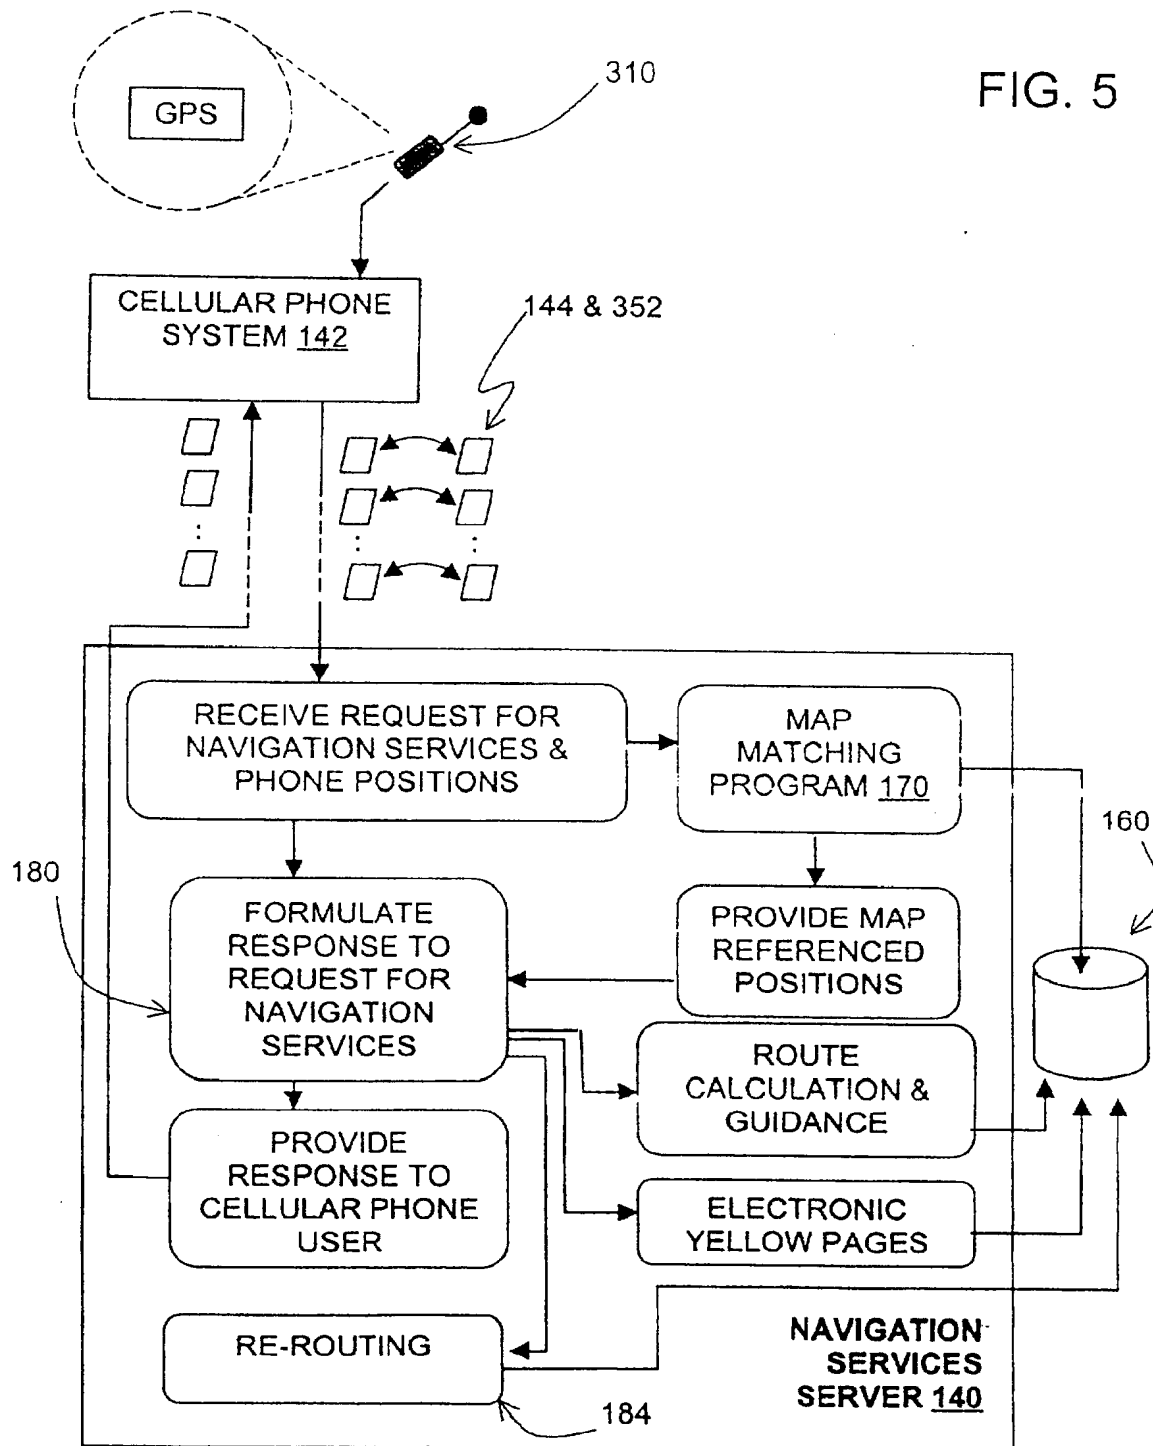 FIG. 5
310
GPS
CELLULAR PHONE
SYSTEM 142
144 & 352
RECEIVE REQUEST FOR
NAVIGATION SERVICES &
PHONE POSITIONS
MAP
MATCHING
PROGRAM 170
160
180
FORMULATE
RESPONSE TO
REQUEST FOR
NAVIGATION
SERVICES
PROVIDE MAP
REFERENCED
POSITIONS
ROUTE
CALCULATION &
GUIDANCE
PROVIDE
RESPONSE TO
CELLULAR PHONE
USER
ELECTRONIC
YELLOW PAGES
RE-ROUTING
184
NAVIGATION
SERVICES
SERVER 140